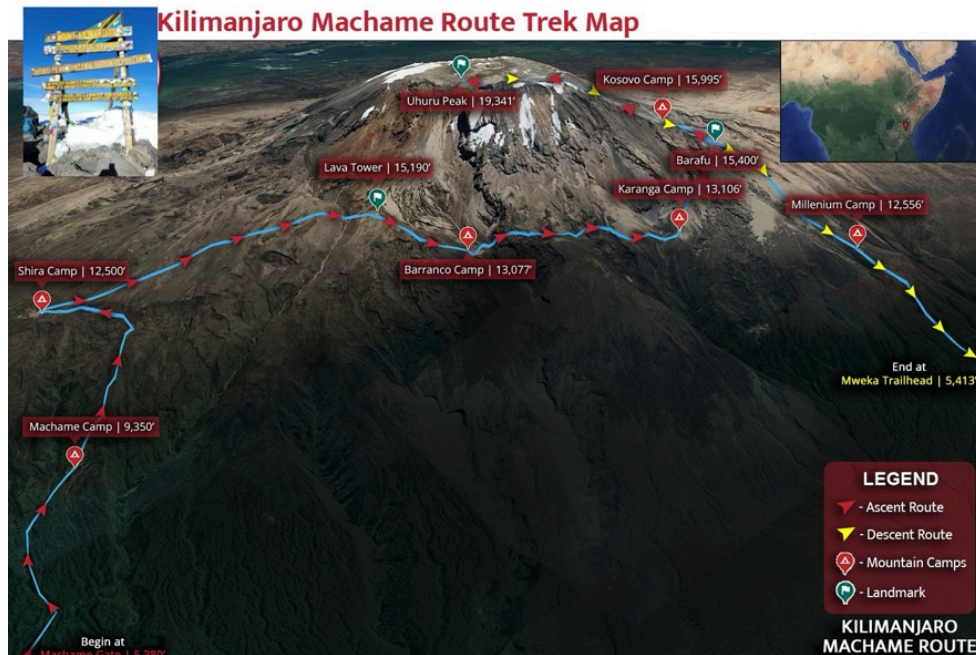 Kilimanjaro Machame Route Trek Map
Kosovo Camp | 15,995'
Uhuru Peak | 19,341'
Barafu | 15,400'
Lava Tower | 15,190'
Karanga Camp | 13,106'
Millenium Camp | 12,556'
Shira Camp | 12,500'
Barranco Camp | 13,077'
End at
Mweka Trailhead | 5,413'
Machame Camp | 9,350'
LEGEND
- Ascent Route
- Descent Route
- Mountain Camps
- Landmark
Begin at
Machame Gate | 5,380'
KILIMANJARO
MACHAME ROUTE